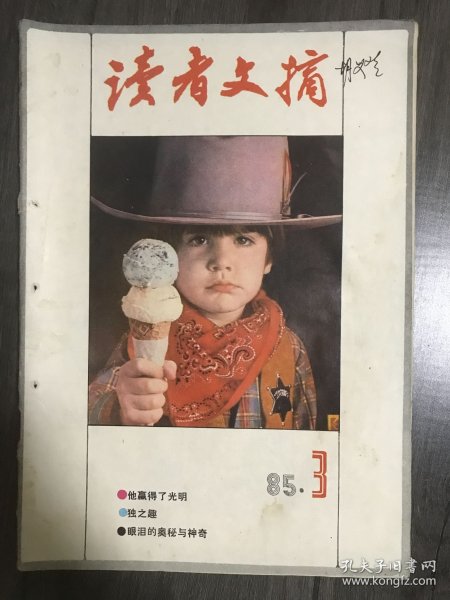 读者文摘
85.3
他赢得了光明
独之趣
眼泪的奥秘与神奇
孔夫子旧书网
www.kongfz.com